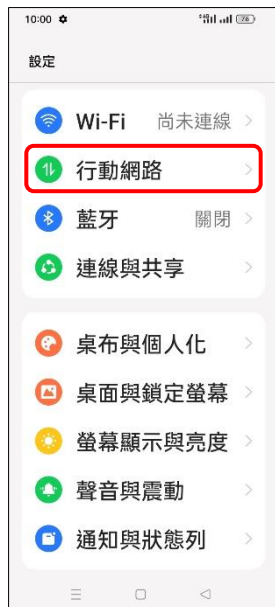 10:00
76
設定
Wi-Fi 尚未連線
行動網路
藍牙 關閉
連線與共享
桌布與個人化
桌面與鎖定螢幕
螢幕顯示與亮度
聲音與震動
通知與狀態列